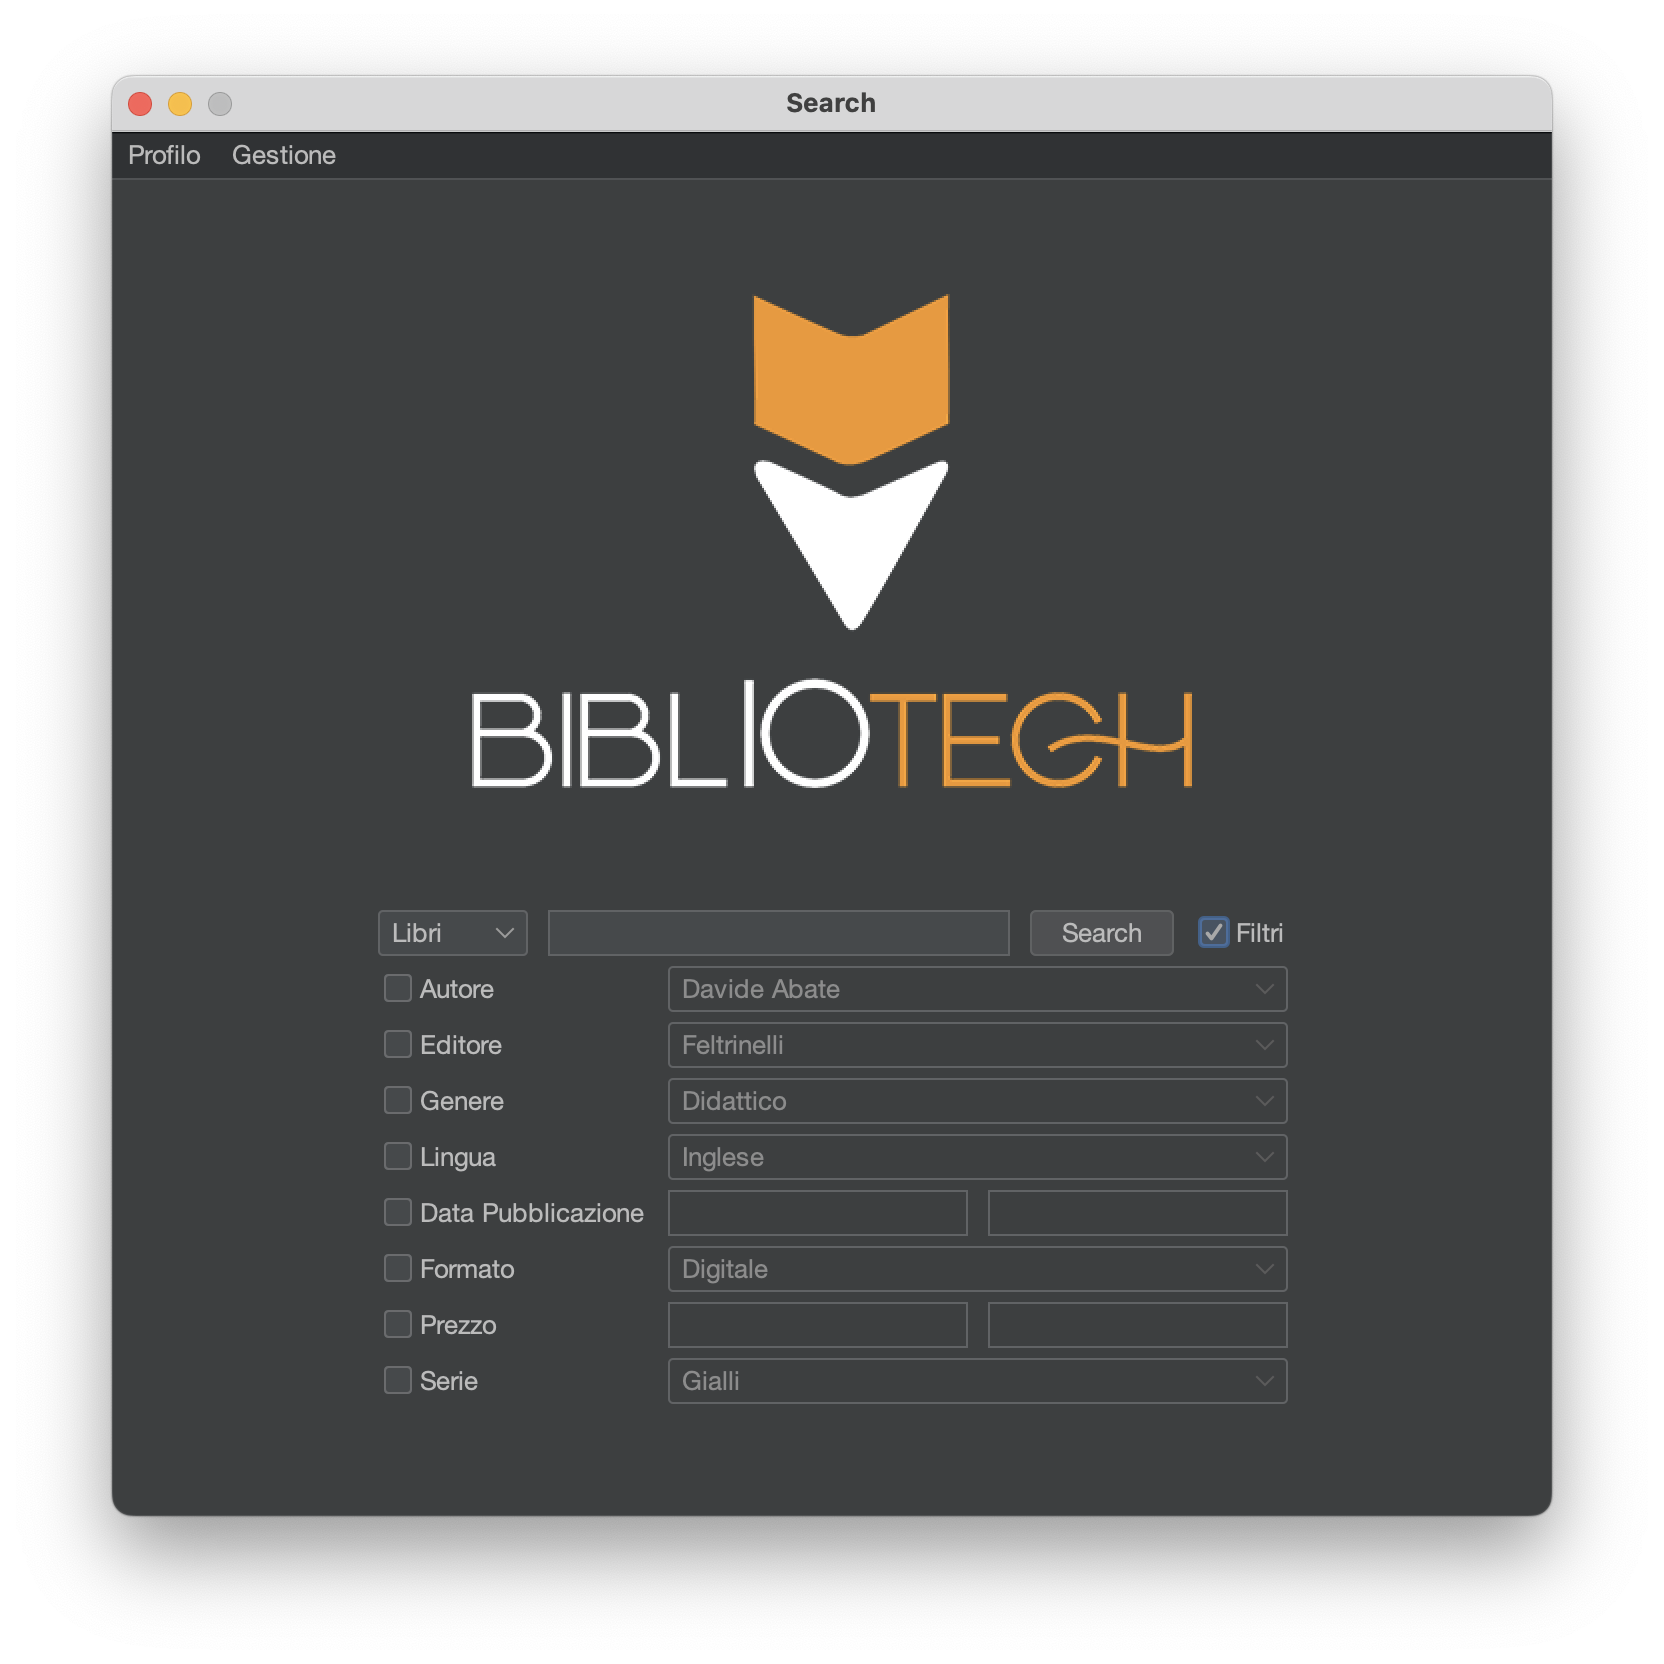 Search
Profilo Gestione
BIBLIOTECH
Libri Search Filtri
Autore Davide Abate
Editore Feltrinelli
Genere Didattico
Lingua Inglese
Data Pubblicazione
Formato Digitale
Prezzo
Serie Gialli